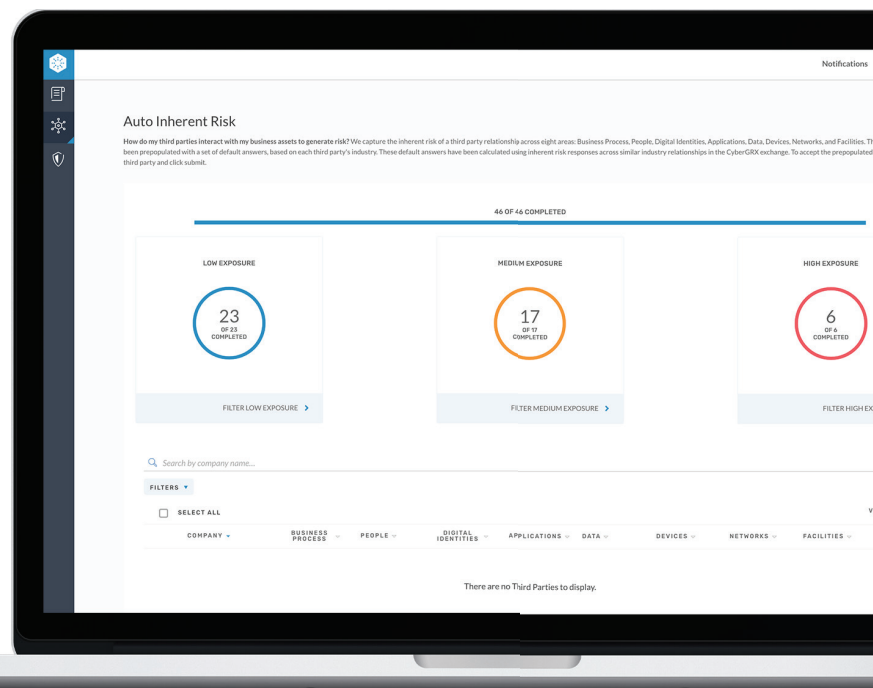 Notifications
Auto Inherent Risk
How do my third parties interact with my business assets to generate risk? We capture the inherent risk of a third party relationship across eight areas: Business Process, People, Digital Identities, Applications, Data, Devices, Networks, and Facilities.
been prepopulated with a set of default answers, based on each third party's industry. These default answers have been calculated using inherent risk responses across similar industry relationships in the CyberGRX exchange. To accept the prepopulated
third party and click submit.
46 OF 46 COMPLETED
LOW EXPOSURE
MEDIUM EXPOSURE
HIGH EXPOSURE
23
OF 23
COMPLETED
17
OF 17
COMPLETED
6
OF 6
COMPLETED
FILTER LOW EXPOSURE
FILTER MEDIUM EXPOSURE
FILTER HIGH EX
Search by company name...
FILTERS
SELECT ALL
V
COMPANY
BUSINESS
PROCESS
PEOPLE
DIGITAL
IDENTITIES
APPLICATIONS
DATA
DEVICES
NETWORKS
FACILITIES
There are no Third Parties to display.